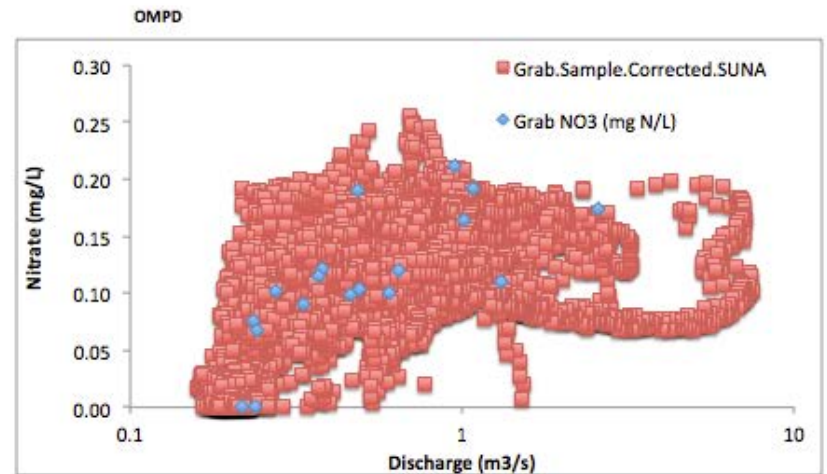 OMPD
0.30
Grab.Sample.Corrected.SUNA
0.25
Grab NO3 (mg N/L)
0.20
Nitrate (mg/L)
0.15
0.10
0.05
0.00
0.1
1
10
Discharge (m3/s)